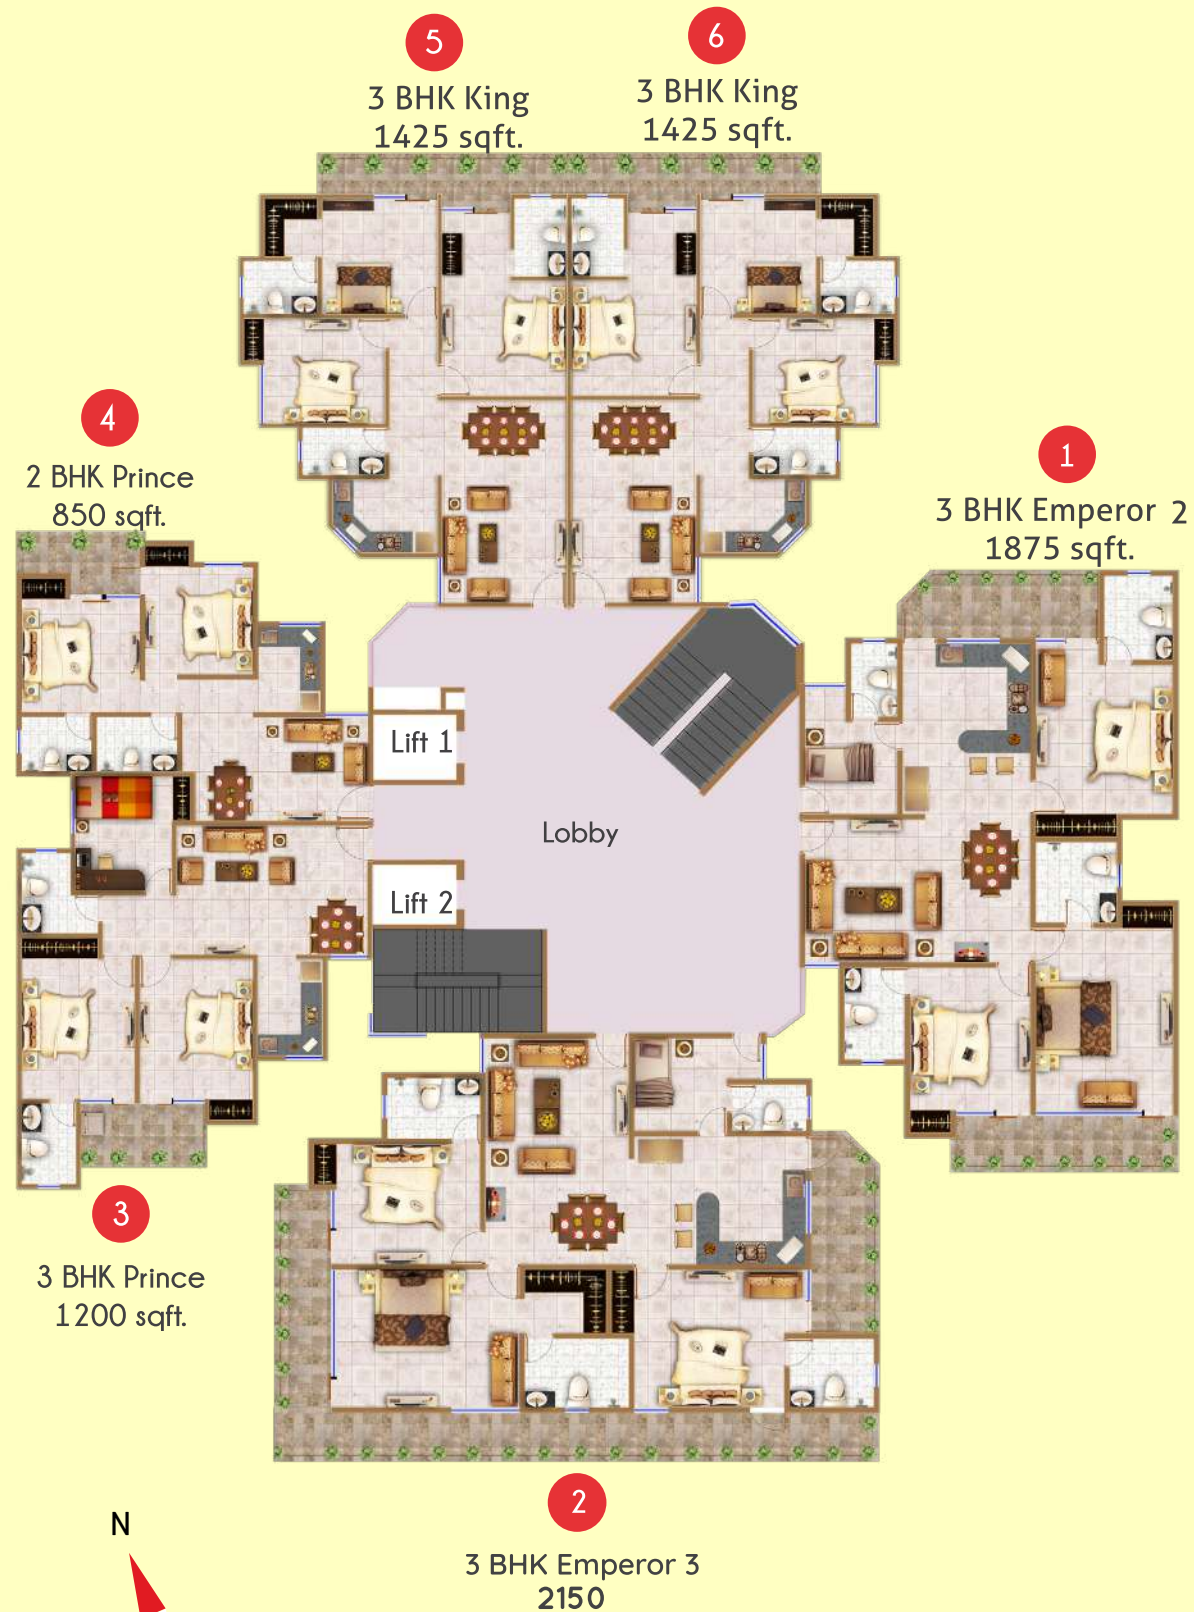 5
3 BHK King
1425 sqft.
6
3 BHK King
1425 sqft.
4
2 BHK Prince
850 sqft.
1
3 BHK Emperor 2
1875 sqft.
Lift 1
Lobby
Lift 2
3
3 BHK Prince
1200 sqft.
2
3 BHK Emperor 3
2150
N